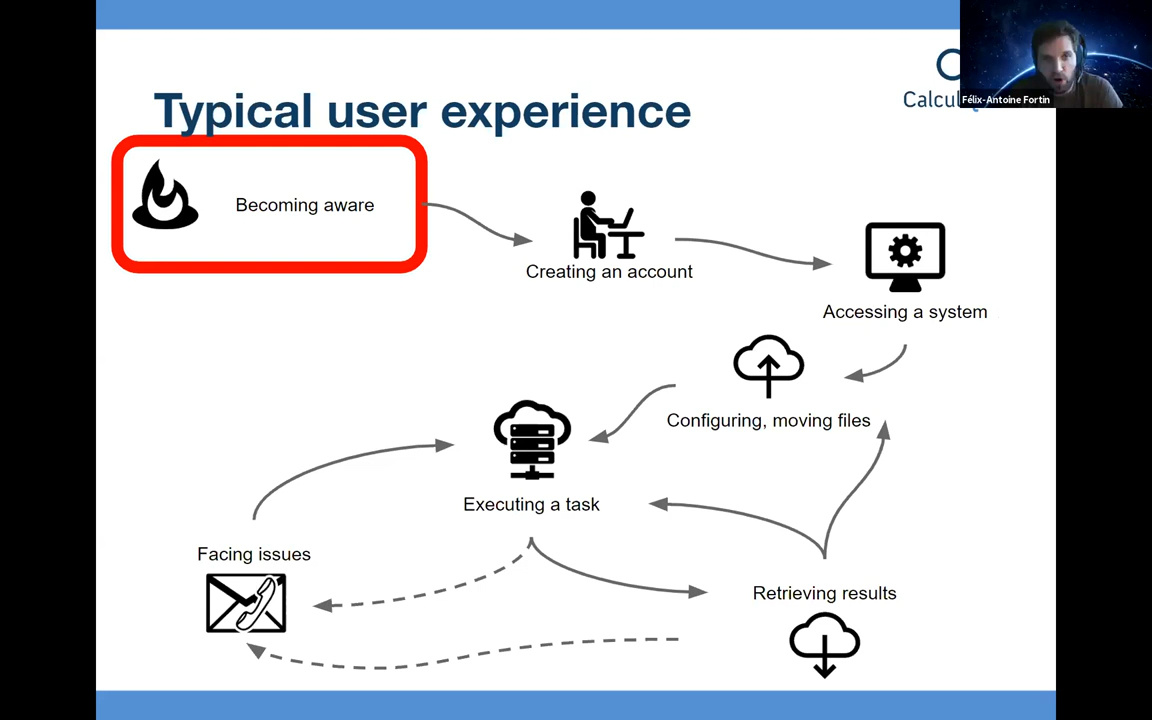 Typical user experience
Calcul
Félix-Antoine Fortin
Becoming aware
Creating an account
Accessing a system
Configuring, moving files
Executing a task
Facing issues
Retrieving results